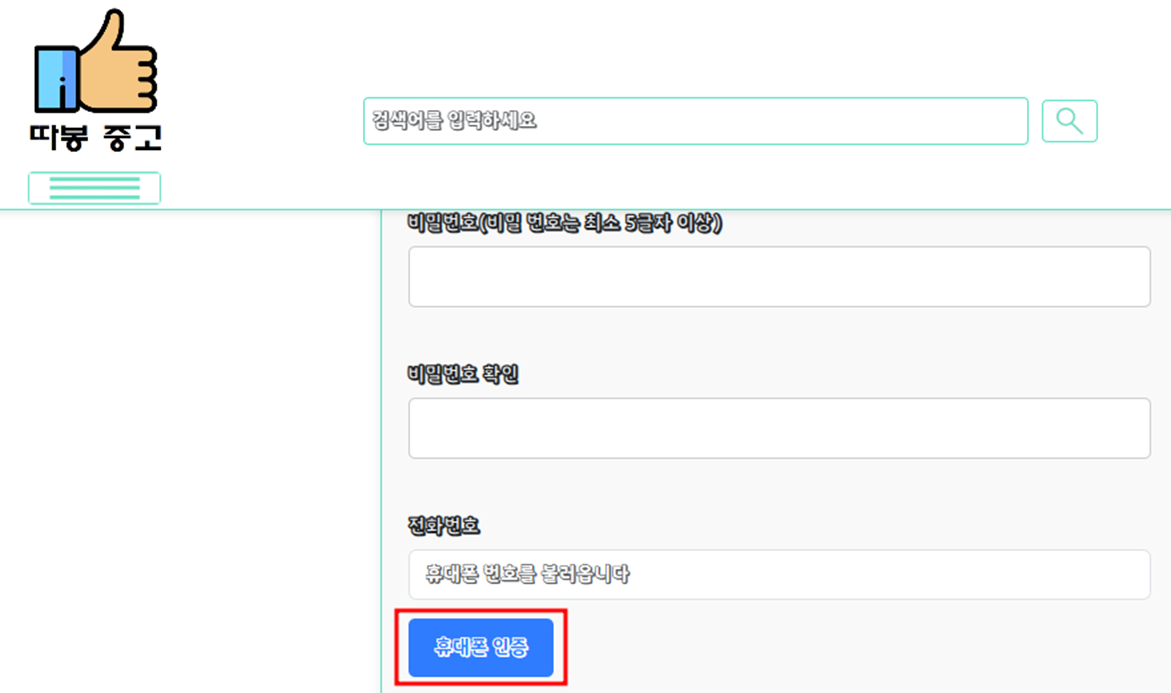 따봉 중고
검색어를 입력하세요
비밀번호(비밀 번호는 최소 5글자 이상)
비밀번호 확인
전화번호
휴대폰 번호를 불러옵니다
휴대폰 인증